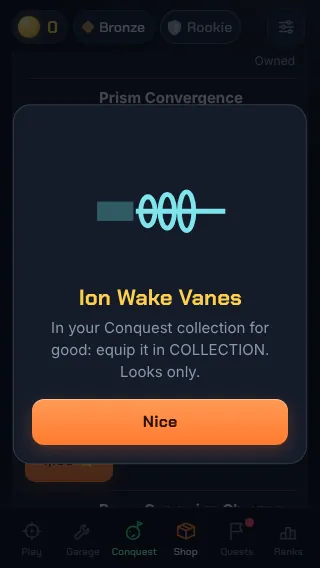 0
Bronze
Rookie
Owned
Prism Convergence
Ion Wake Vanes
In your Conquest collection for
good: equip it in COLLECTION.
Looks only.
Nice
Play
Garage
Conquest
Shop
Quests
Ranks